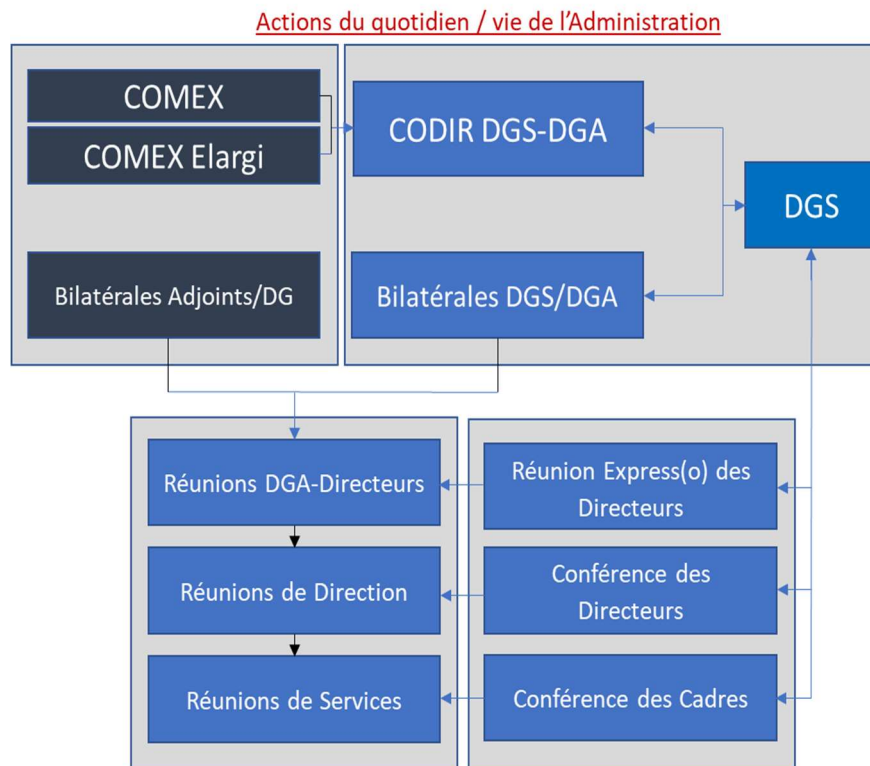 Actions du quotidien / vie de l'Administration
COMEX
COMEX Elargi
CODIR DGS-DGA
DGS
Bilatérales Adjoints/DG
Bilatérales DGS/DGA
Réunions DGA-Directeurs
Réunion Express(o) des
Directeurs
Réunions de Direction
Conférence des
Directeurs
Réunions de Services
Conférence des Cadres